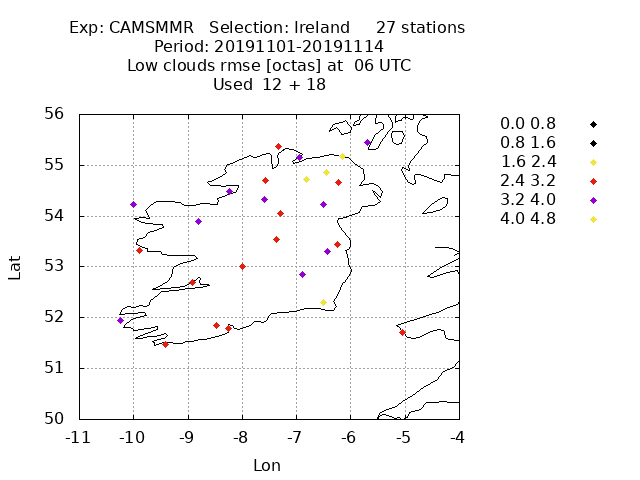 Exp: CAMSMMR Selection: Ireland 27 stations
Period: 20191101-20191114
Low clouds rmse [octas] at 06 UTC
Used 12 + 18
0.0 0.8
0.8 1.6
1.6 2.4
2.4 3.2
3.2 4.0
4.0 4.8
56
55
54
53
52
51
50
Lat
-11 -10 -9 -8 -7 -6 -5 -4
Lon